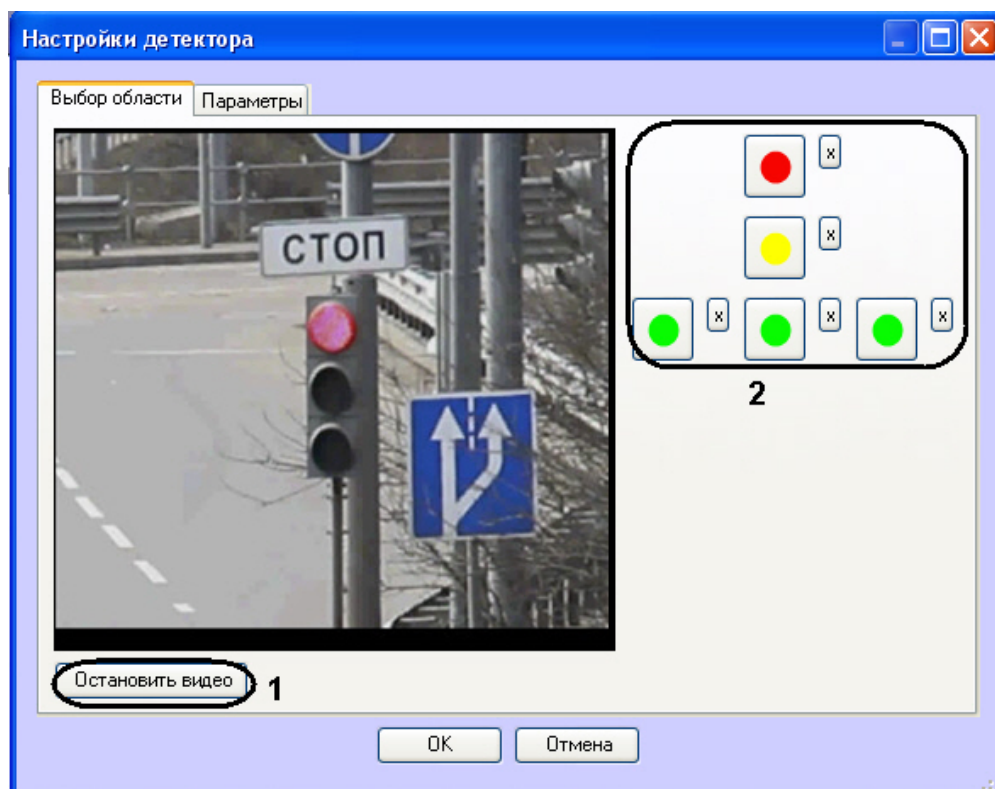 Настройки детектора
Выбор области
Параметры
СТОП
x
x
x
x
x
2
Остановить видео
1
OK
Отмена